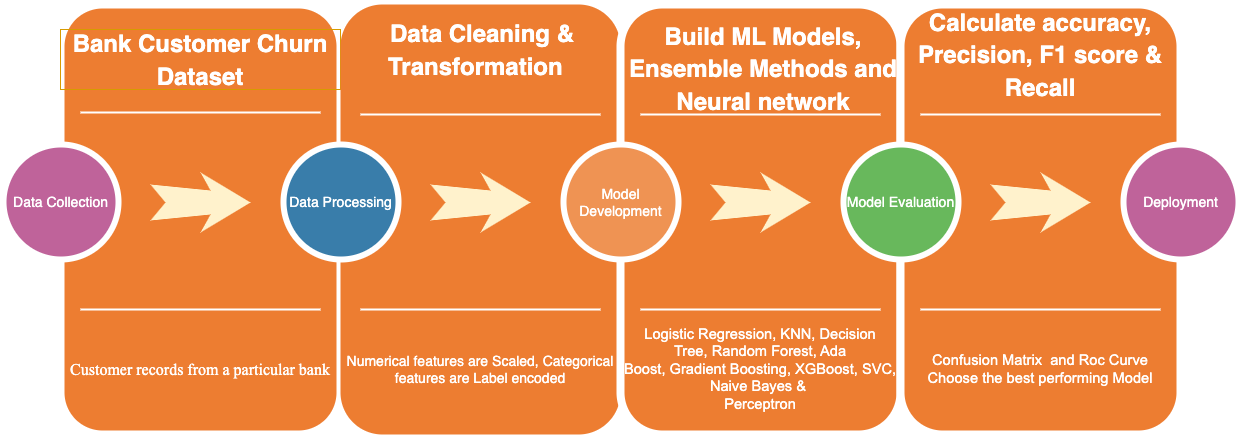 Bank Customer Churn
Dataset
Data Cleaning &
Transformation
Build ML Models,
Ensemble Methods and
Neural network
Calculate accuracy,
Precision, F1 score &
Recall
Data Collection
Data Processing
Model
Development
Model Evaluation
Deployment
Customer records from a particular bank
Numerical features are Scaled, Categorical
features are Label encoded
Logistic Regression, KNN, Decision
Tree, Random Forest, Ada
Boost, Gradient Boosting, XGBoost, SVC,
Naive Bayes &
Perceptron
Confusion Matrix and Roc Curve
Choose the best performing Model